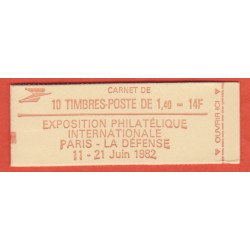 CARNET DE
10 TIMBRES-POSTE DE 1,40 = 14F
EXPOSITION PHILATÉLIQUE
INTERNATIONALE
PARIS - LA DÉFENSE
11 - 21 Juin 1982